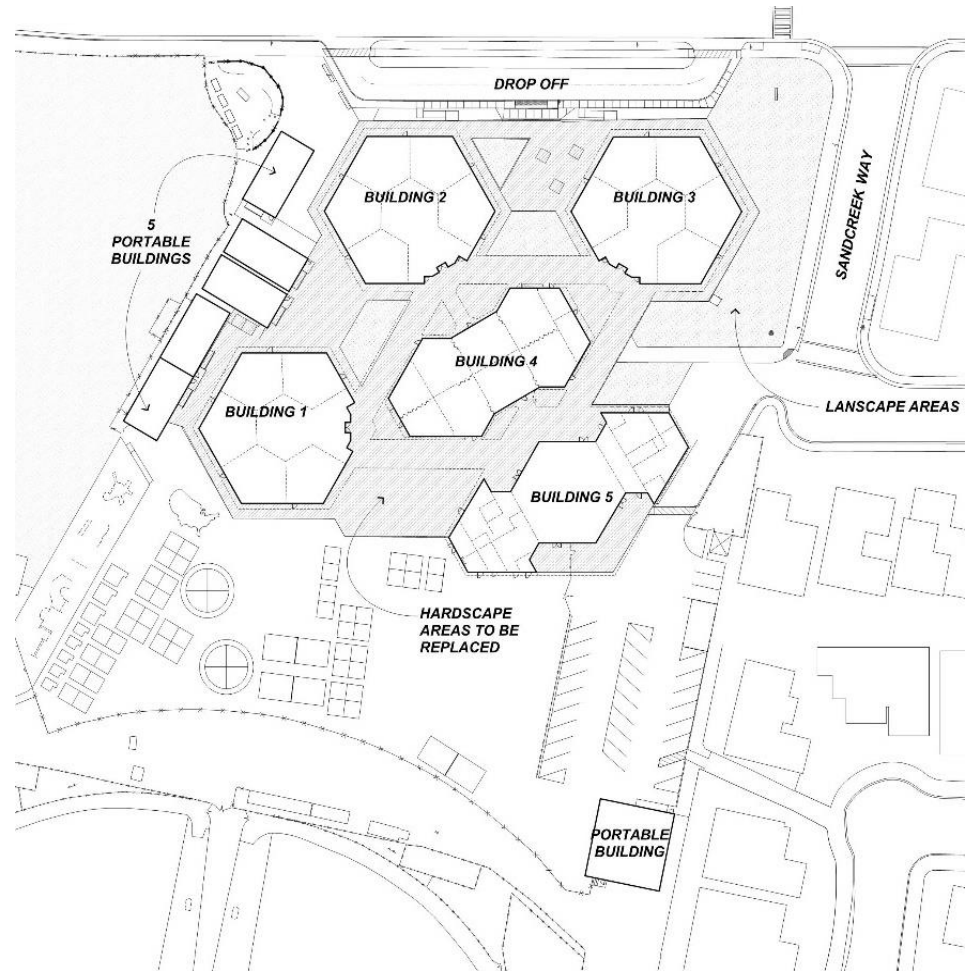 DROP OFF
BUILDING 2
BUILDING 3
SANDCREEK WAY
5
PORTABLE
BUILDINGS
BUILDING 4
BUILDING 1
LANSCAPE AREAS
BUILDING 5
HARDSCAPE
AREAS TO BE
REPLACED
PORTABLE
BUILDING